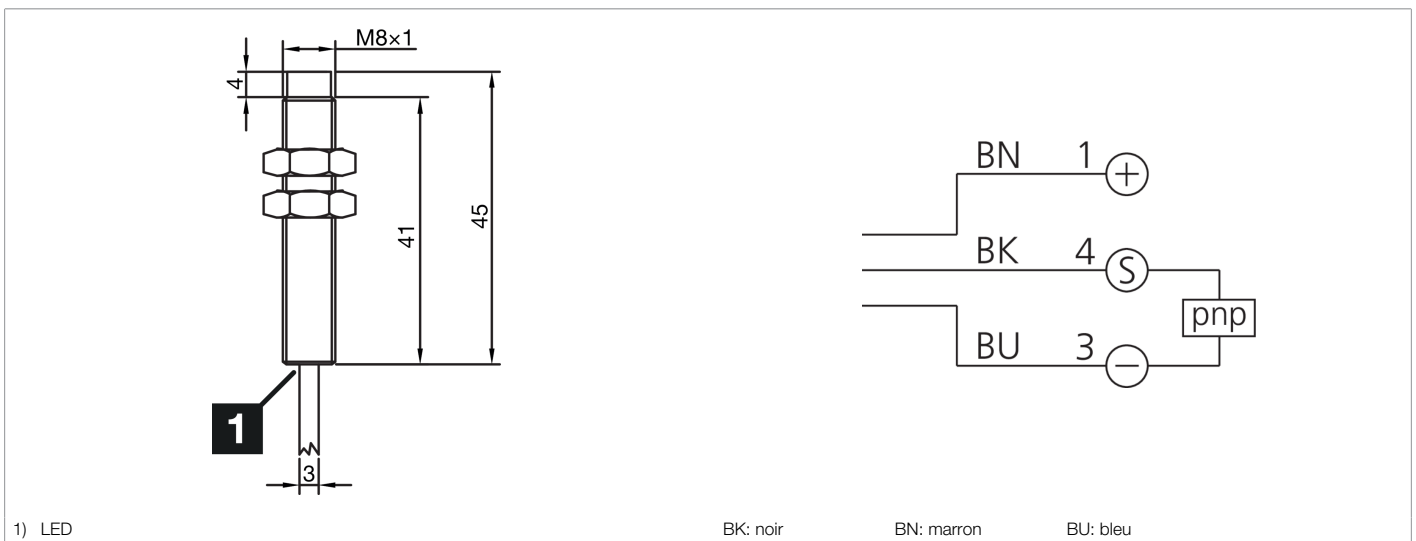 M8×1
4
41
45
1
3
BN 1 +
BK 4 S
pnp
BU 3 −
1) LED
BK: noir BN: marron BU: bleu